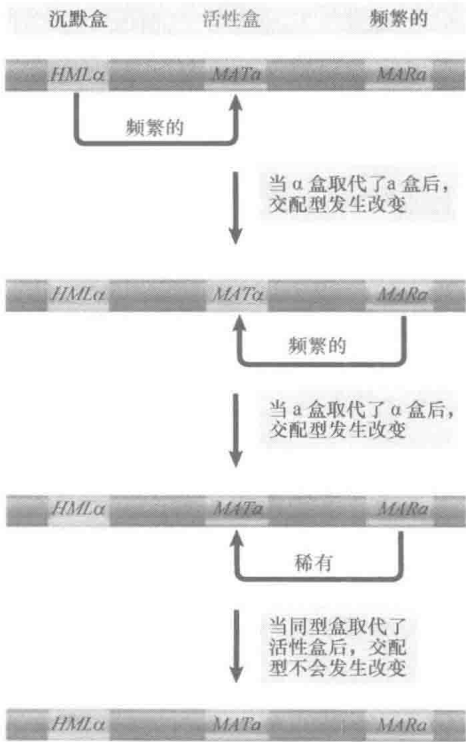 沉默盒 活性盒 频繁的
HMLα MATa MARa
频繁的
当 α 盒取代了 a 盒后，
交配型发生改变
HMLα MATα MARa
频繁的
当 a 盒取代了 α 盒后，
交配型发生改变
HMLα MATa MARa
稀有
当同型盒取代了
活性盒后，交配
型不会发生改变
HMLα MATa MARa